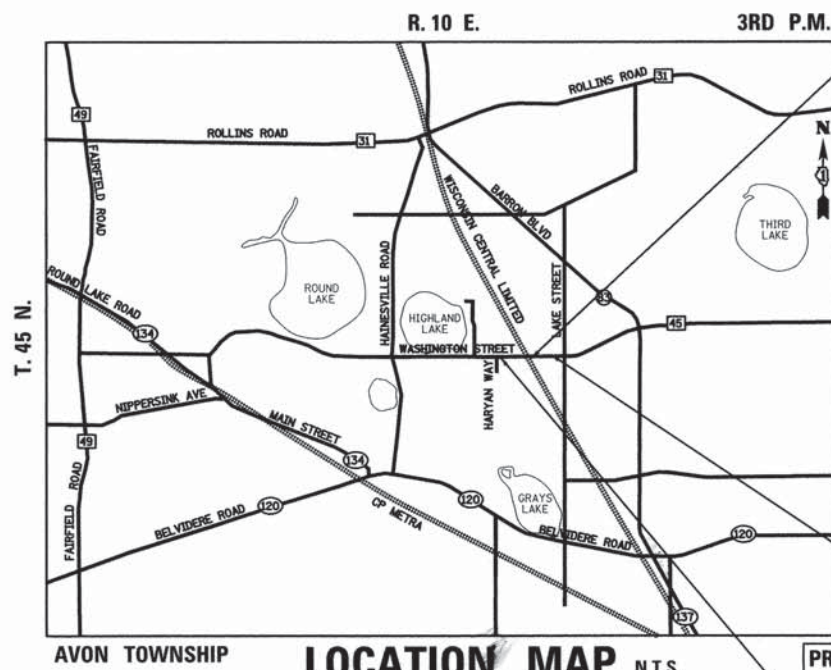 R. 10 E.
3RD P.M.
49
ROLLINS ROAD
31
ROLLINS ROAD
31
FAIRFIELD ROAD
N
1
WISCONSIN CENTRAL LIMITED
BARRON BLVD
THIRD
LAKE
HAINESVILLE ROAD
ROUND
LAKE
ROUND LAKE ROAD
134
HIGHLAND
LAKE
LAKE STREET
83
45
WASHINGTON STREET
T. 45 N.
HARYAN WAY
NIPPERSINK AVE
MAIN STREET
134
49
FAIRFIELD ROAD
BELVIDERE ROAD
120
CP METRA
120
GRAYS
LAKE
BELVIDERE ROAD
120
137
AVON TOWNSHIP
LOCATION MAP N.T.S.